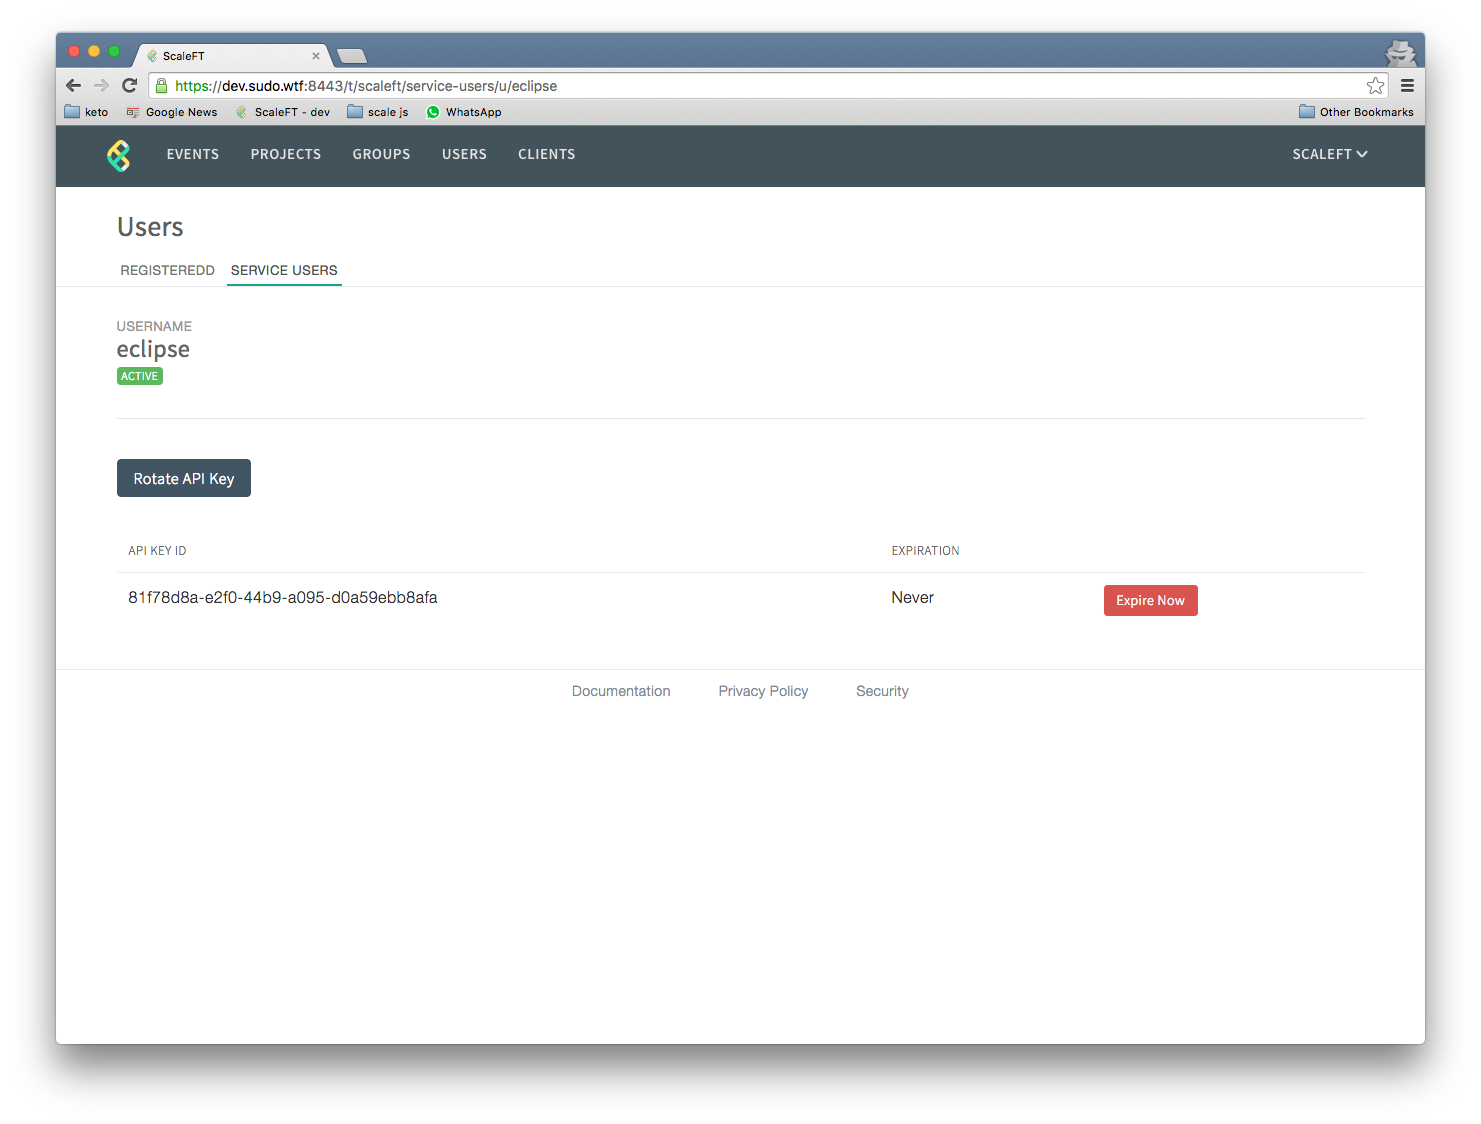 ScaleFT
https://dev.sudo.wtf:8443/t/scaleft/service-users/u/eclipse
keto Google News ScaleFT - dev scale js WhatsApp Other Bookmarks
EVENTS PROJECTS GROUPS USERS CLIENTS SCALEFT
Users
REGISTEREDD SERVICE USERS
USERNAME
eclipse
ACTIVE
Rotate API Key
API KEY ID EXPIRATION
81f78d8a-e2f0-44b9-a095-d0a59ebb8afa Never Expire Now
Documentation Privacy Policy Security